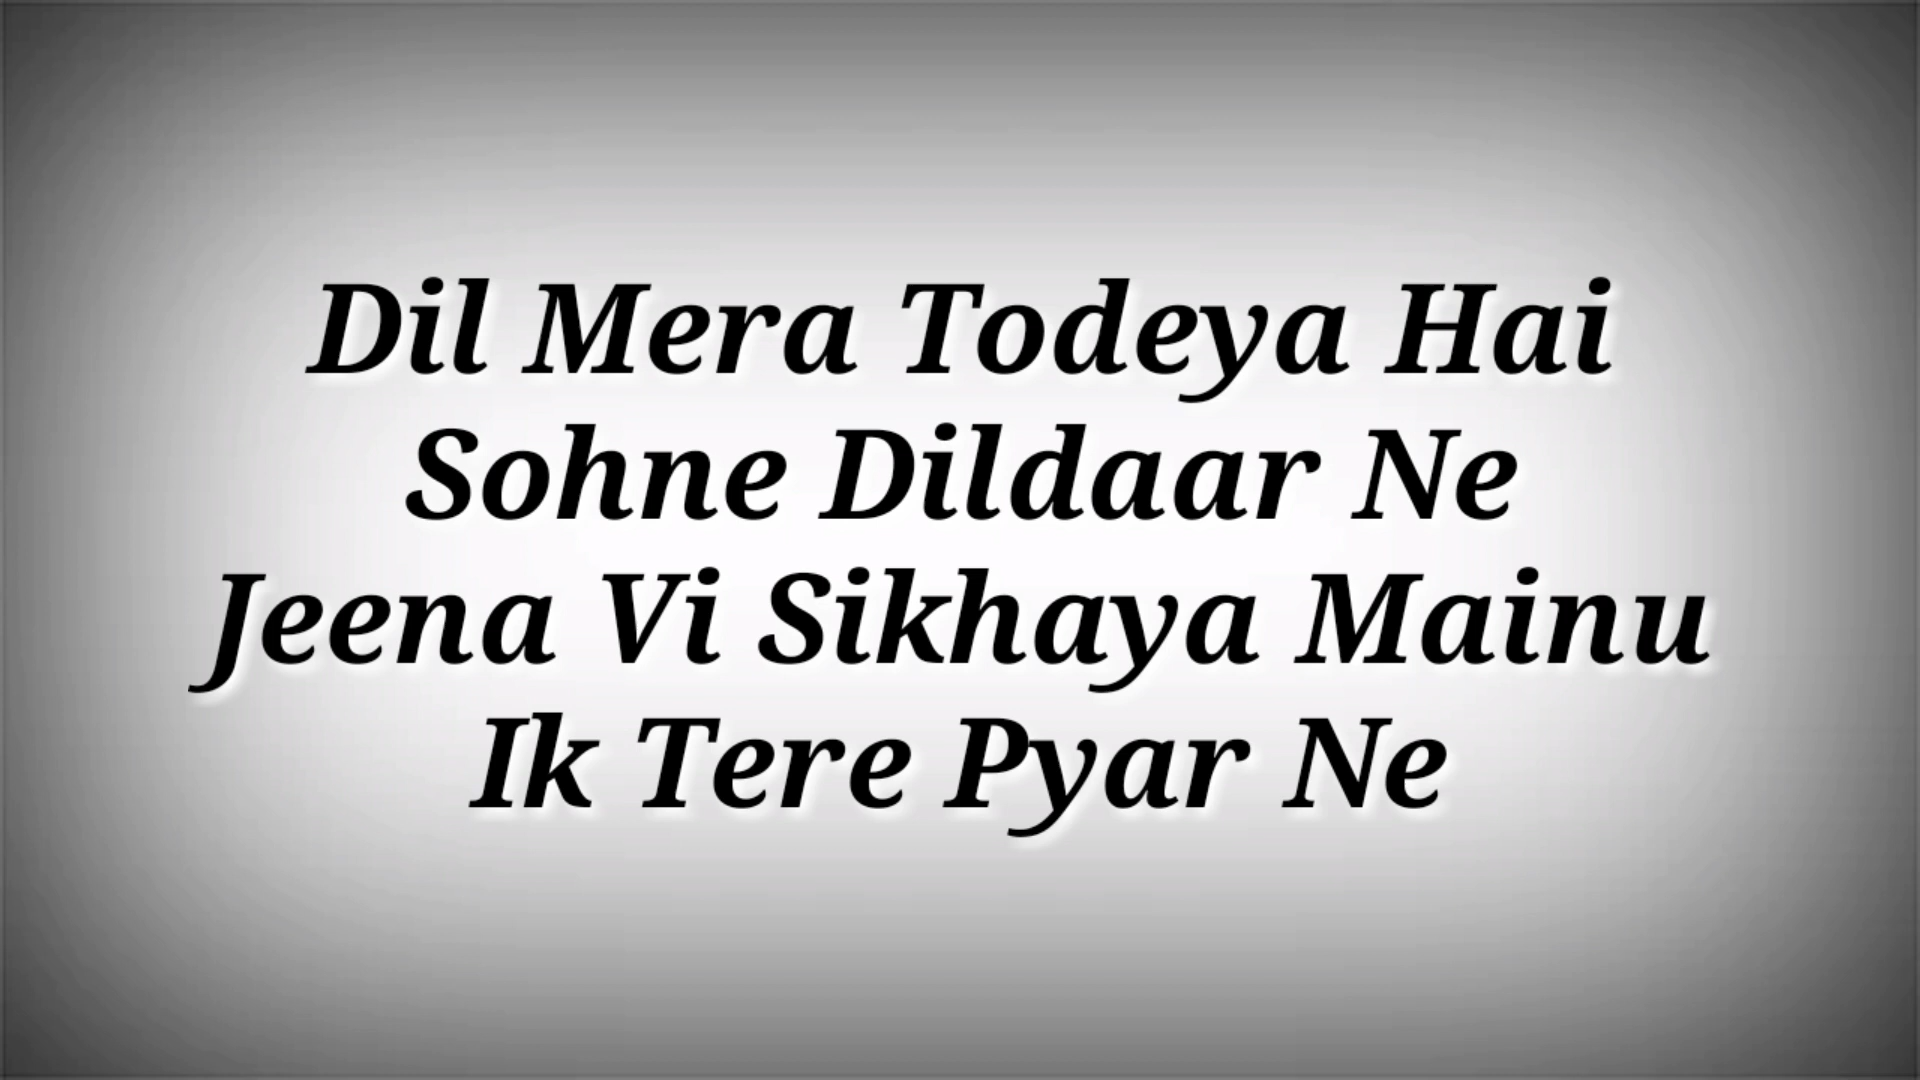 Dil Mera Todeya Hai
Sohne Dildaar Ne
Jeena Vi Sikhaya Mainu
Ik Tere Pyar Ne